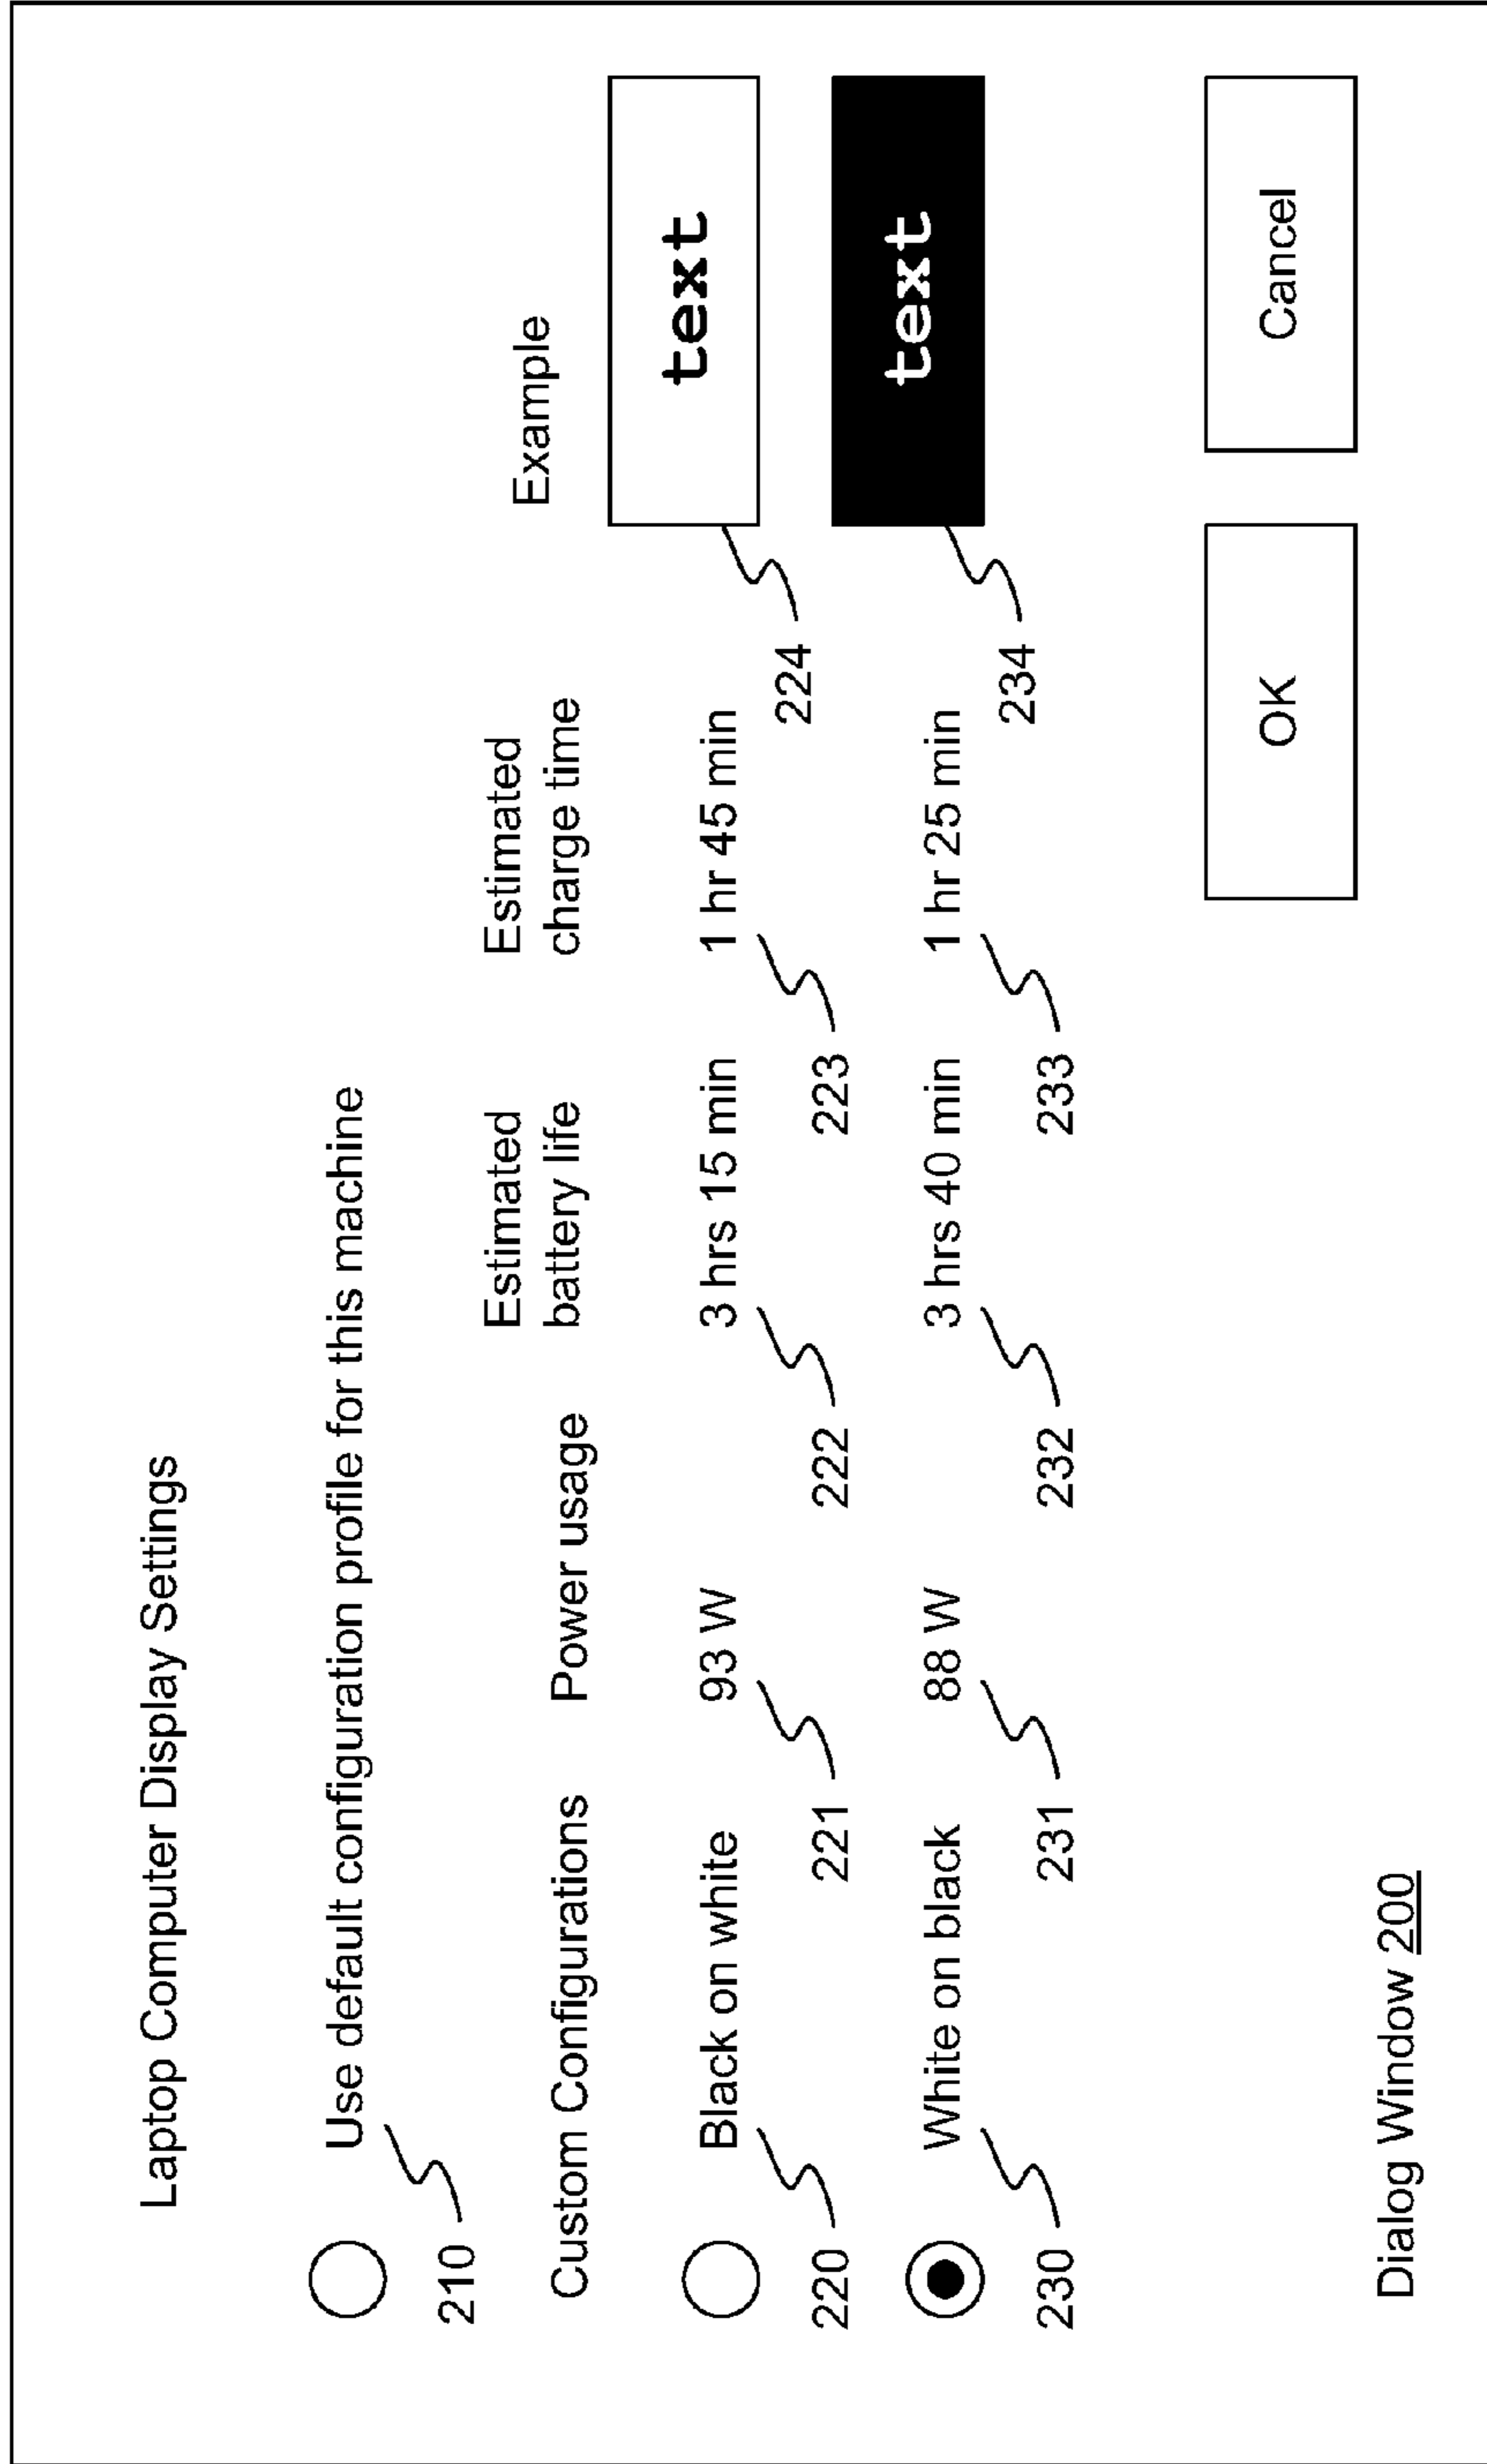 Laptop Computer Display Settings
Use default configuration profile for this machine
210
Custom Configurations Power usage Estimated battery life Estimated charge time Example
Black on white 93 W 3 hrs 15 min 1 hr 45 min text
220 221 222 223 224
White on black 88 W 3 hrs 40 min 1 hr 25 min text
230 231 232 233 234
OK Cancel
Dialog Window 200